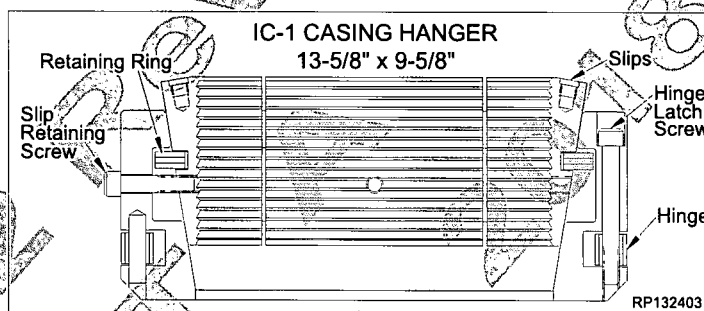 IC-1 CASING HANGER
13-5/8" x 9-5/8"
Retaining Ring
Slips
Slip
Retaining
Screw
Hinge
Latch
Screw
Hinge
RP132403